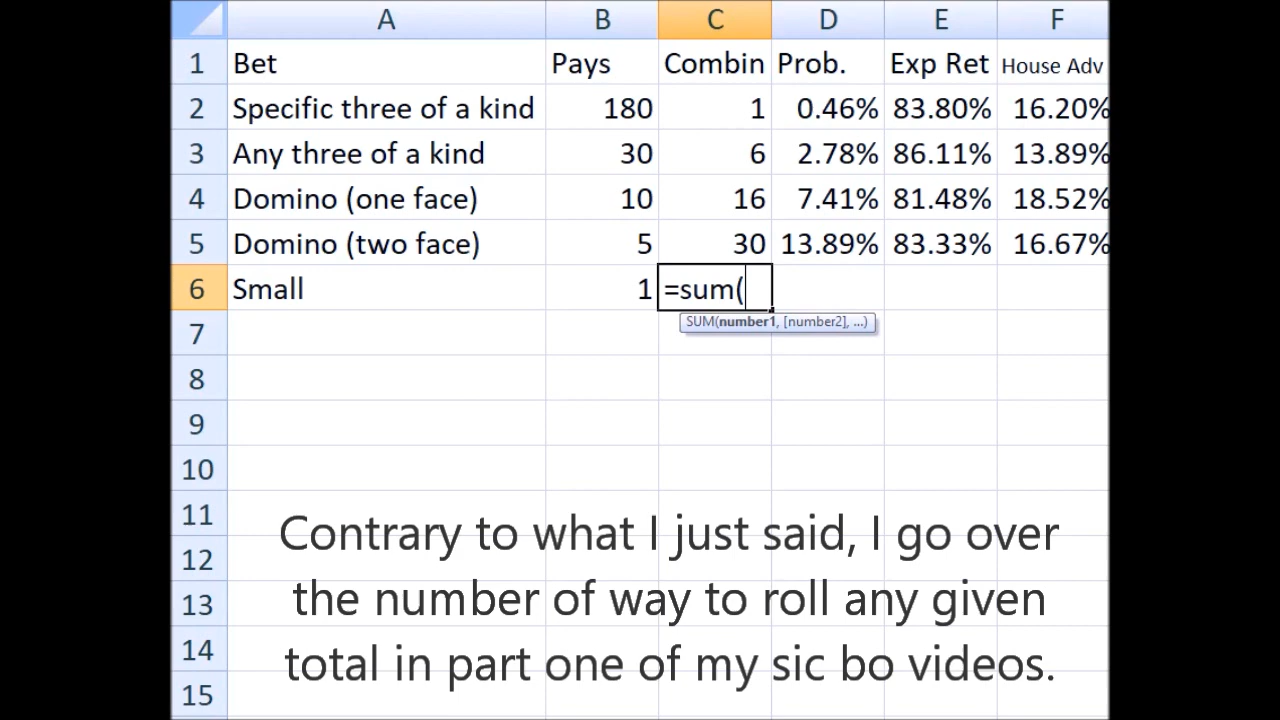 A B C D E F
1 Bet Pays Combin Prob. Exp Ret House Adv
2 Specific three of a kind 180 1 0.46% 83.80% 16.20%
3 Any three of a kind 30 6 2.78% 86.11% 13.89%
4 Domino (one face) 10 16 7.41% 81.48% 18.52%
5 Domino (two face) 5 30 13.89% 83.33% 16.67%
6 Small 1 =sum(
SUM(number1, [number2], ...)
7
8
9
10
11
Contrary to what I just said, I go over
12
the number of way to roll any given
13
14
total in part one of my sic bo videos.
15